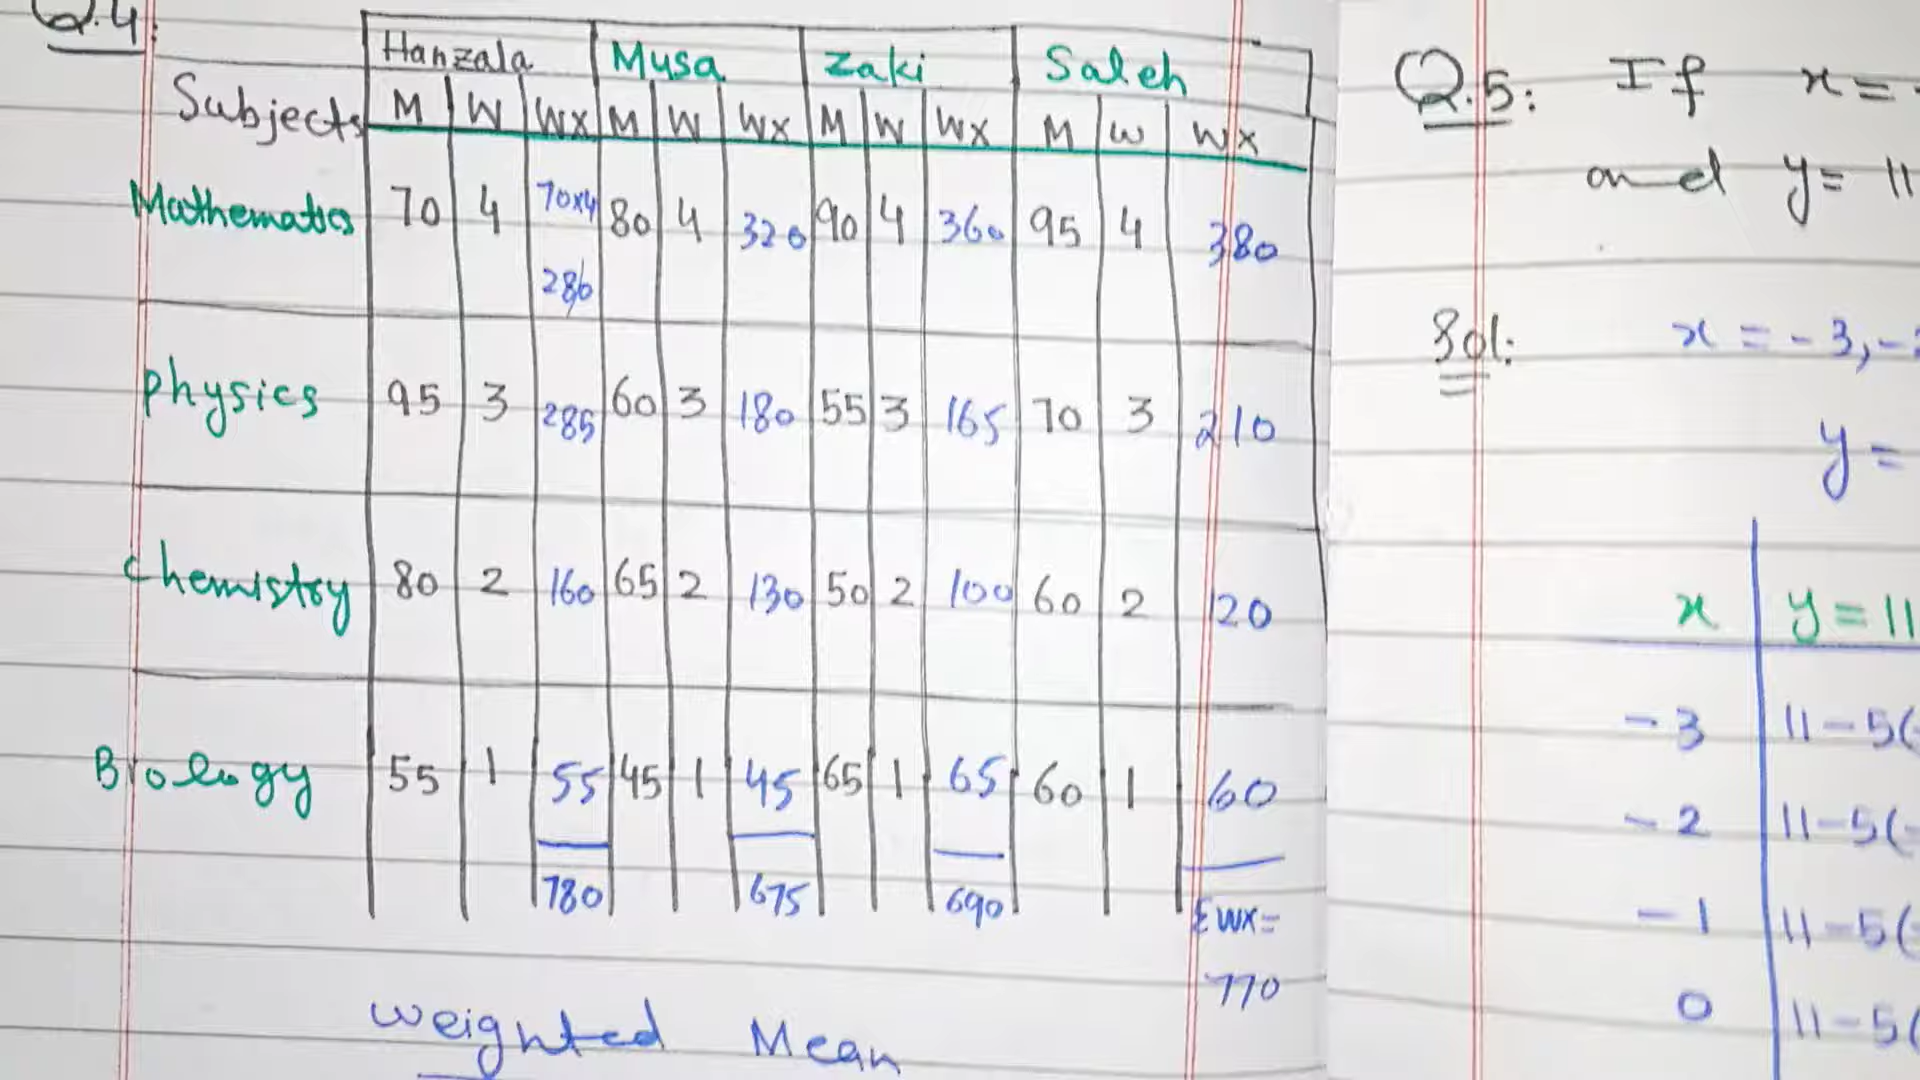 Q.4:
Hanzala Musa Zaki Saleh
Subjects M W WX M W WX M W WX M W WX
Mathematics 70 4 70x4 80 4 320 90 4 360 95 4 380
280
Physics 95 3 285 60 3 180 55 3 165 70 3 210
Chemistry 80 2 160 65 2 130 50 2 100 60 2 120
Biology 55 1 55 45 1 45 65 1 65 60 1 60
780 675 690 ΣWX=
770
Weighted Mean
Q.5: If x = -
and y = 11
Sol: x = -3, -2
y =
x y = 11
-3 11-5(-
-2 11-5(-
-1 11-5(-
0 11-5(